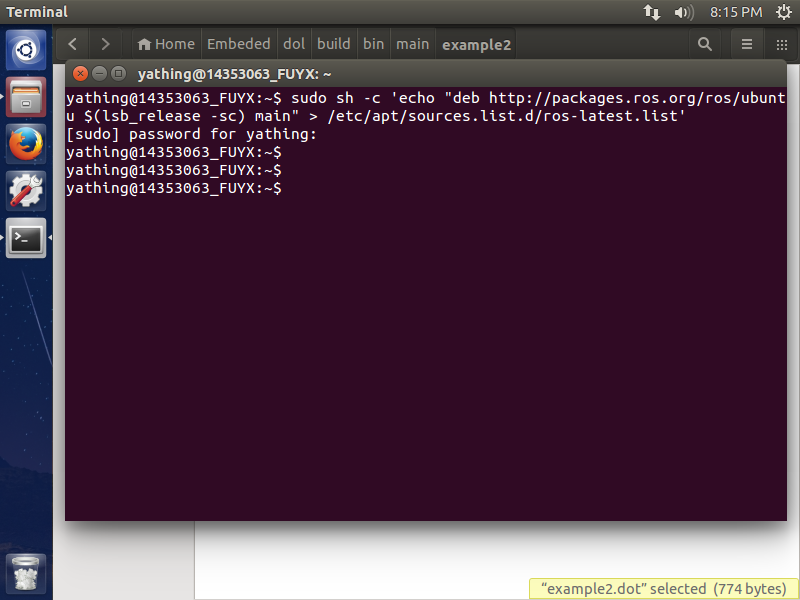 Terminal
8:15 PM
Home Embeded dol build bin main example2
yathing@14353063_FUYX: ~
yathing@14353063_FUYX:~$ sudo sh -c 'echo "deb http://packages.ros.org/ros/ubunt
u $(lsb_release -sc) main" > /etc/apt/sources.list.d/ros-latest.list'
[sudo] password for yathing:
yathing@14353063_FUYX:~$
yathing@14353063_FUYX:~$
yathing@14353063_FUYX:~$
“example2.dot” selected (774 bytes)